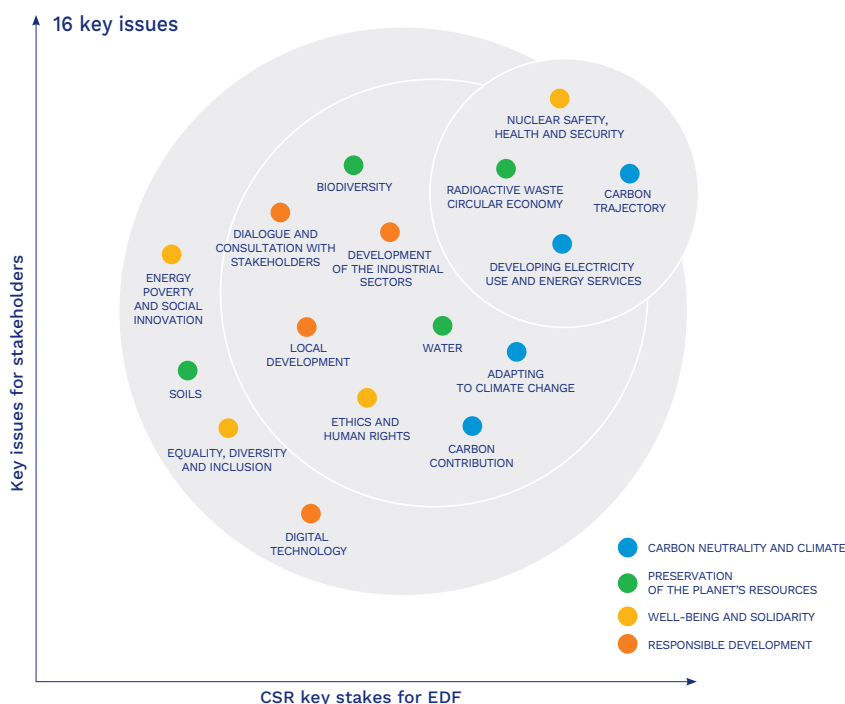 16 key issues
NUCLEAR SAFETY,
HEALTH AND SECURITY
BIODIVERSITY
RADIOACTIVE WASTE
CIRCULAR ECONOMY
CARBON
TRAJECTORY
DIALOGUE AND
CONSULTATION WITH
STAKEHOLDERS
DEVELOPMENT
OF THE INDUSTRIAL
SECTORS
DEVELOPING ELECTRICITY
USE AND ENERGY SERVICES
ENERGY
POVERTY
AND SOCIAL
INNOVATION
LOCAL
DEVELOPMENT
WATER
ADAPTING
TO CLIMATE CHANGE
SOILS
ETHICS AND
HUMAN RIGHTS
CARBON
CONTRIBUTION
EQUALITY, DIVERSITY
AND INCLUSION
DIGITAL
TECHNOLOGY
CARBON NEUTRALITY AND CLIMATE
PRESERVATION
OF THE PLANET'S RESOURCES
WELL-BEING AND SOLIDARITY
RESPONSIBLE DEVELOPMENT
Key issues for stakeholders
CSR key stakes for EDF